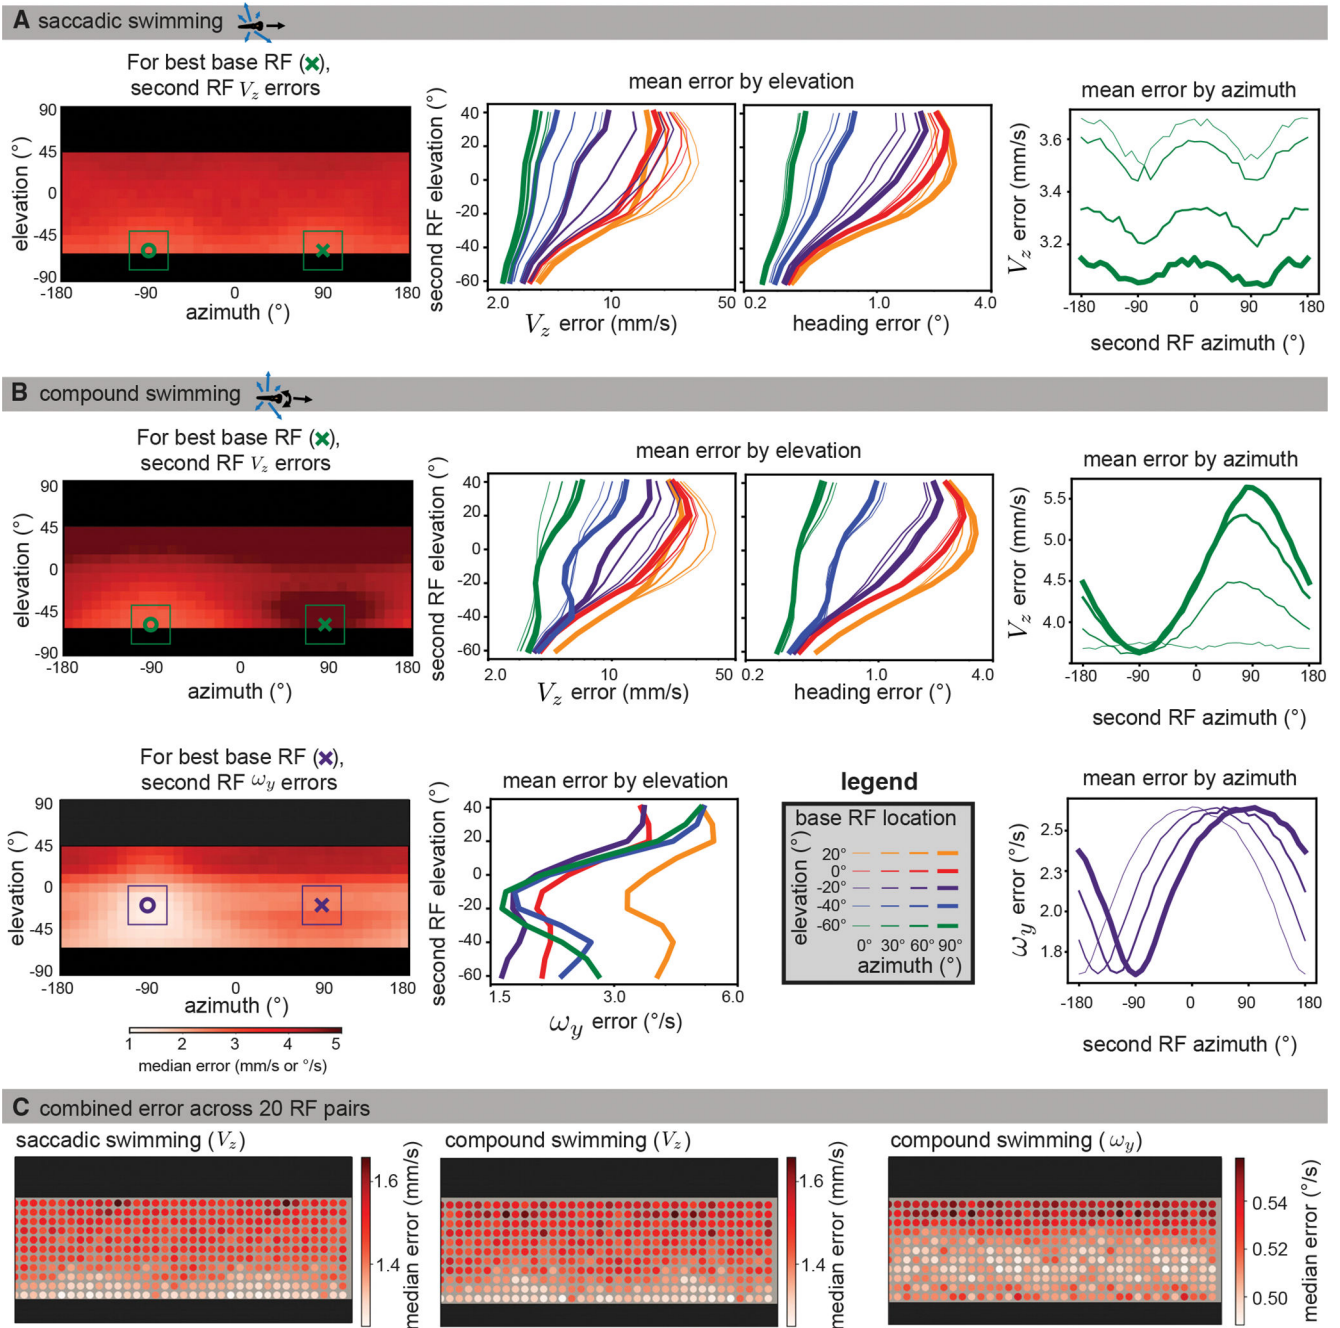 A saccadic swimming
For best base RF (×),
second RF Vz errors
90
45
0
-45
-90
elevation (°)
-180 -90 0 90 180
azimuth (°)
mean error by elevation
second RF elevation (°)
40
20
0
-20
-40
-60
2.0 10 50
Vz error (mm/s)
0.2 1.0 4.0
heading error (°)
mean error by azimuth
Vz error (mm/s)
3.6
3.4
3.2
-180 -90 0 90 180
second RF azimuth (°)
B compound swimming
For best base RF (×),
second RF Vz errors
90
45
0
-45
-90
elevation (°)
-180 -90 0 90 180
azimuth (°)
mean error by elevation
second RF elevation (°)
40
20
0
-20
-40
-60
2.0 10 50
Vz error (mm/s)
0.2 1.0 4.0
heading error (°)
mean error by azimuth
Vz error (mm/s)
5.5
5.0
4.5
4.0
-180 -90 0 90 180
second RF azimuth (°)
For best base RF (×),
second RF ωy errors
90
45
0
-45
-90
elevation (°)
-180 -90 0 90 180
azimuth (°)
1 2 3 4 5
median error (mm/s or °/s)
mean error by elevation
second RF elevation (°)
40
20
0
-20
-40
-60
1.5 3.0 6.0
ωy error (°/s)
legend
base RF location
elevation (°)
20°
0°
-20°
-40°
-60°
0° 30° 60° 90°
azimuth (°)
mean error by azimuth
ωy error (°/s)
2.5
2.3
2.0
1.8
-180 -90 0 90 180
second RF azimuth (°)
C combined error across 20 RF pairs
saccadic swimming (Vz)
1.6
1.4
median error (mm/s)
compound swimming (Vz)
1.6
1.4
median error (mm/s)
compound swimming (ωy)
0.54
0.52
0.50
median error (°/s)